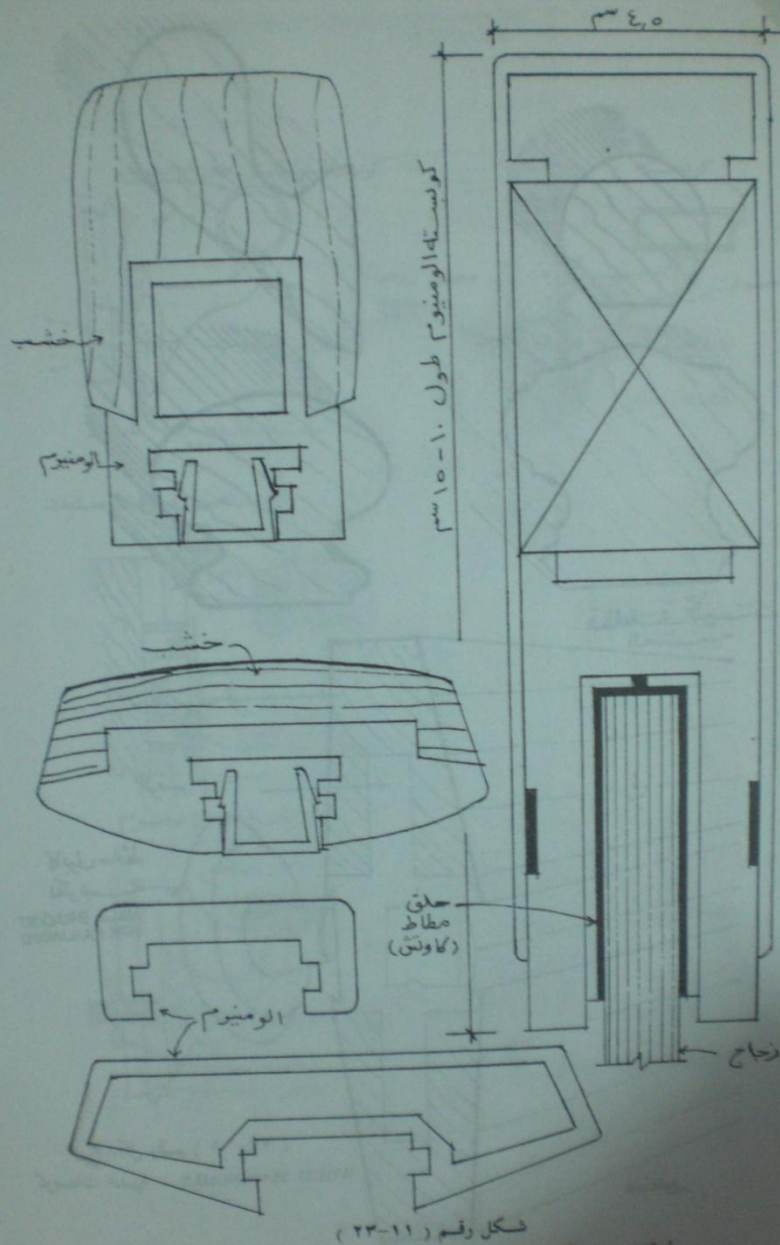 ٤,٥ سم
كوبسته الومنيوم طول ١٠-١٥ سم
خشب
الومنيوم
خشب
حلق
مطاط
(كاوتش)
الومنيوم
زجاج
شكل رقم (١١-٢٣)